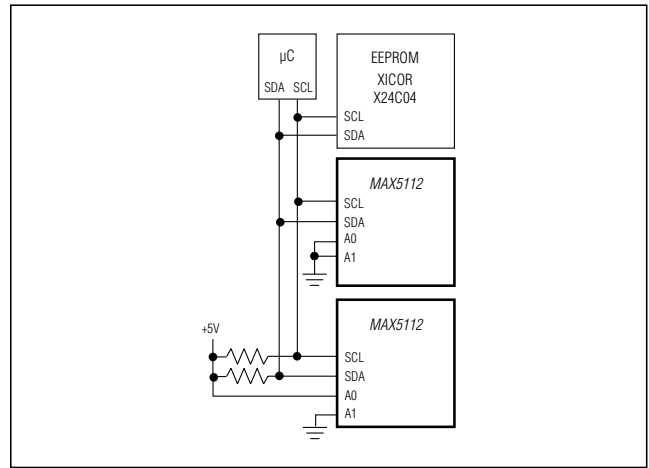 µC
SDA SCL
EEPROM
XICOR
X24C04
SCL
SDA
MAX5112
SCL
SDA
A0
A1
MAX5112
+5V
SCL
SDA
A0
A1